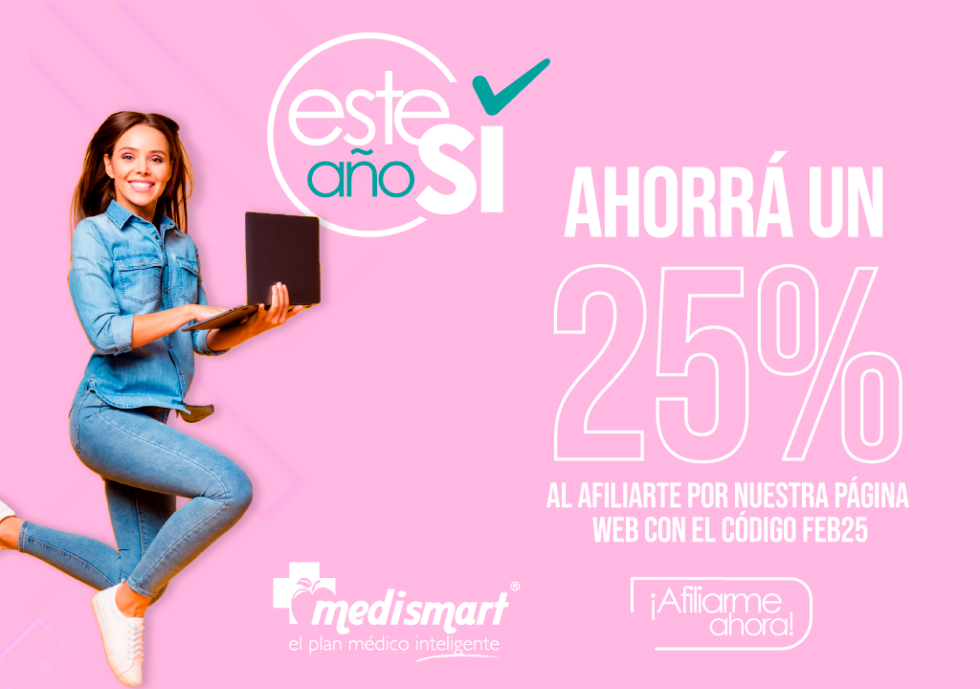 este
año SÍ
AHORRÁ UN
25%
AL AFILIARTE POR NUESTRA PÁGINA
WEB CON EL CÓDIGO FEB25
medismart®
el plan médico inteligente
¡Afiliarme
ahora!